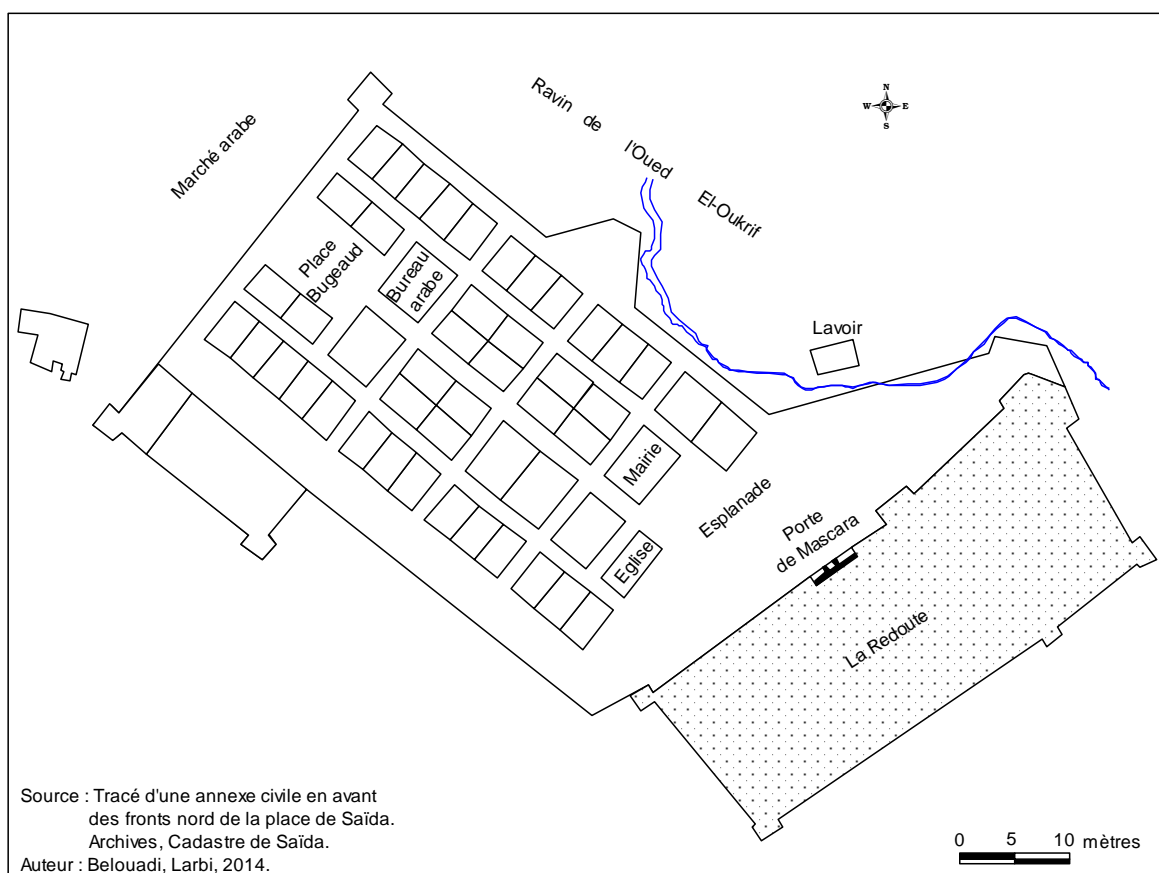 Marché arabe
Ravin de l'Oued El-Oukrif
N
W E
S
Place
Bugeaud
Bureau
arabe
Lavoir
Mairie
Esplanade
Porte
de Mascara
Eglise
La Redoute
Source : Tracé d'une annexe civile en avant
des fronts nord de la place de Saïda.
Archives, Cadastre de Saïda.
Auteur : Belouadi, Larbi, 2014.
0 5 10 mètres